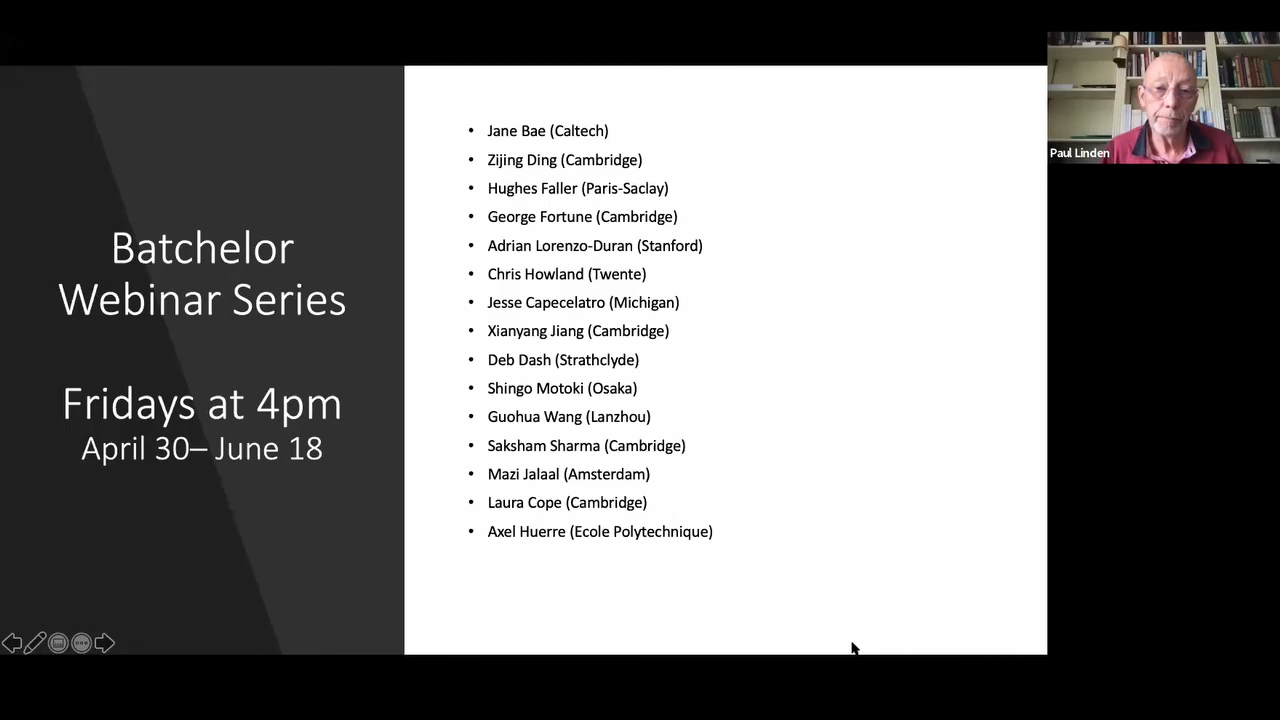 Batchelor
Webinar Series
Fridays at 4pm
April 30– June 18
• Jane Bae (Caltech)
• Zijing Ding (Cambridge)
• Hughes Faller (Paris-Saclay)
• George Fortune (Cambridge)
• Adrian Lorenzo-Duran (Stanford)
• Chris Howland (Twente)
• Jesse Capecelatro (Michigan)
• Xianyang Jiang (Cambridge)
• Deb Dash (Strathclyde)
• Shingo Motoki (Osaka)
• Guohua Wang (Lanzhou)
• Saksham Sharma (Cambridge)
• Mazi Jalaal (Amsterdam)
• Laura Cope (Cambridge)
• Axel Huerre (Ecole Polytechnique)
Paul Linden